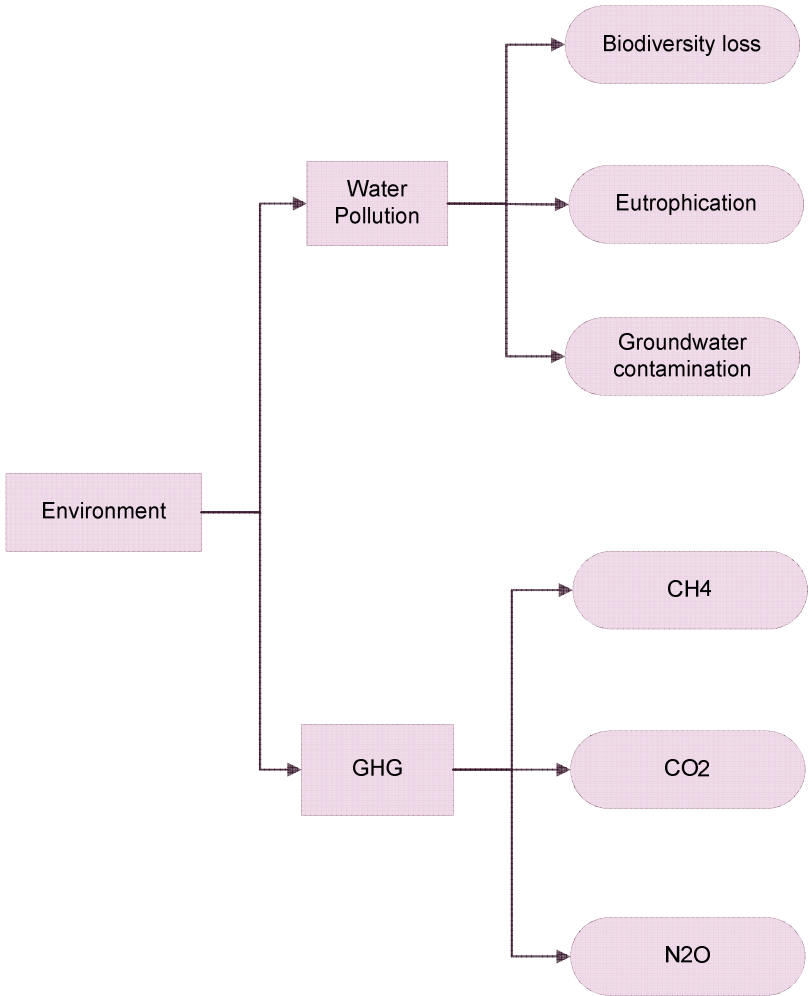 Biodiversity loss
Water
Pollution
Eutrophication
Groundwater
contamination
Environment
CH4
GHG
CO2
N2O